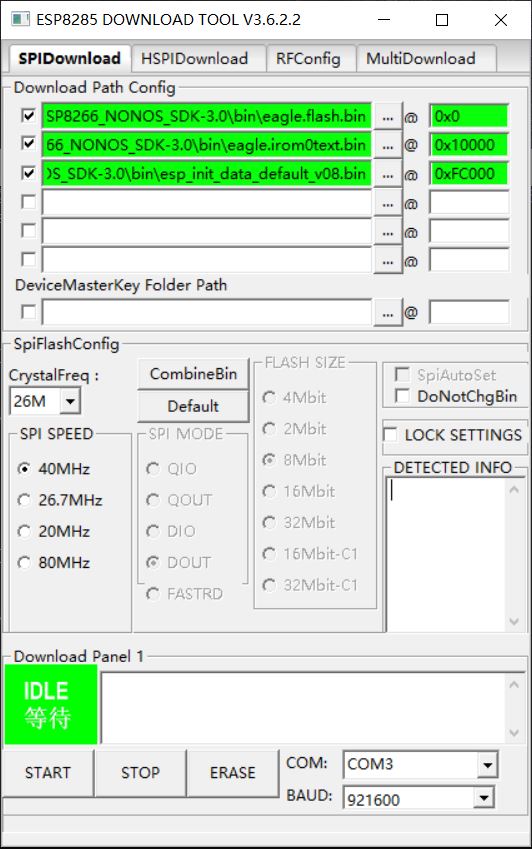 ESP8285 DOWNLOAD TOOL V3.6.2.2
SPIDownload HSPIDownload RFConfig MultiDownload
Download Path Config
SP8266_NONOS_SDK-3.0\bin\eagle.flash.bin ... @ 0x0
66_NONOS_SDK-3.0\bin\eagle.irom0text.bin ... @ 0x10000
OS_SDK-3.0\bin\esp_init_data_default_v08.bin ... @ 0xFC000
... @
... @
... @
DeviceMasterKey Folder Path
... @
SpiFlashConfig
CrystalFreq :
26M
CombineBin
Default
SPI SPEED
40MHz
26.7MHz
20MHz
80MHz
SPI MODE
QIO
QOUT
DIO
DOUT
FASTRD
FLASH SIZE
4Mbit
2Mbit
8Mbit
16Mbit
32Mbit
16Mbit-C1
32Mbit-C1
SpiAutoSet
DoNotChgBin
LOCK SETTINGS
DETECTED INFO
Download Panel 1
IDLE
等待
START STOP ERASE
COM: COM3
BAUD: 921600